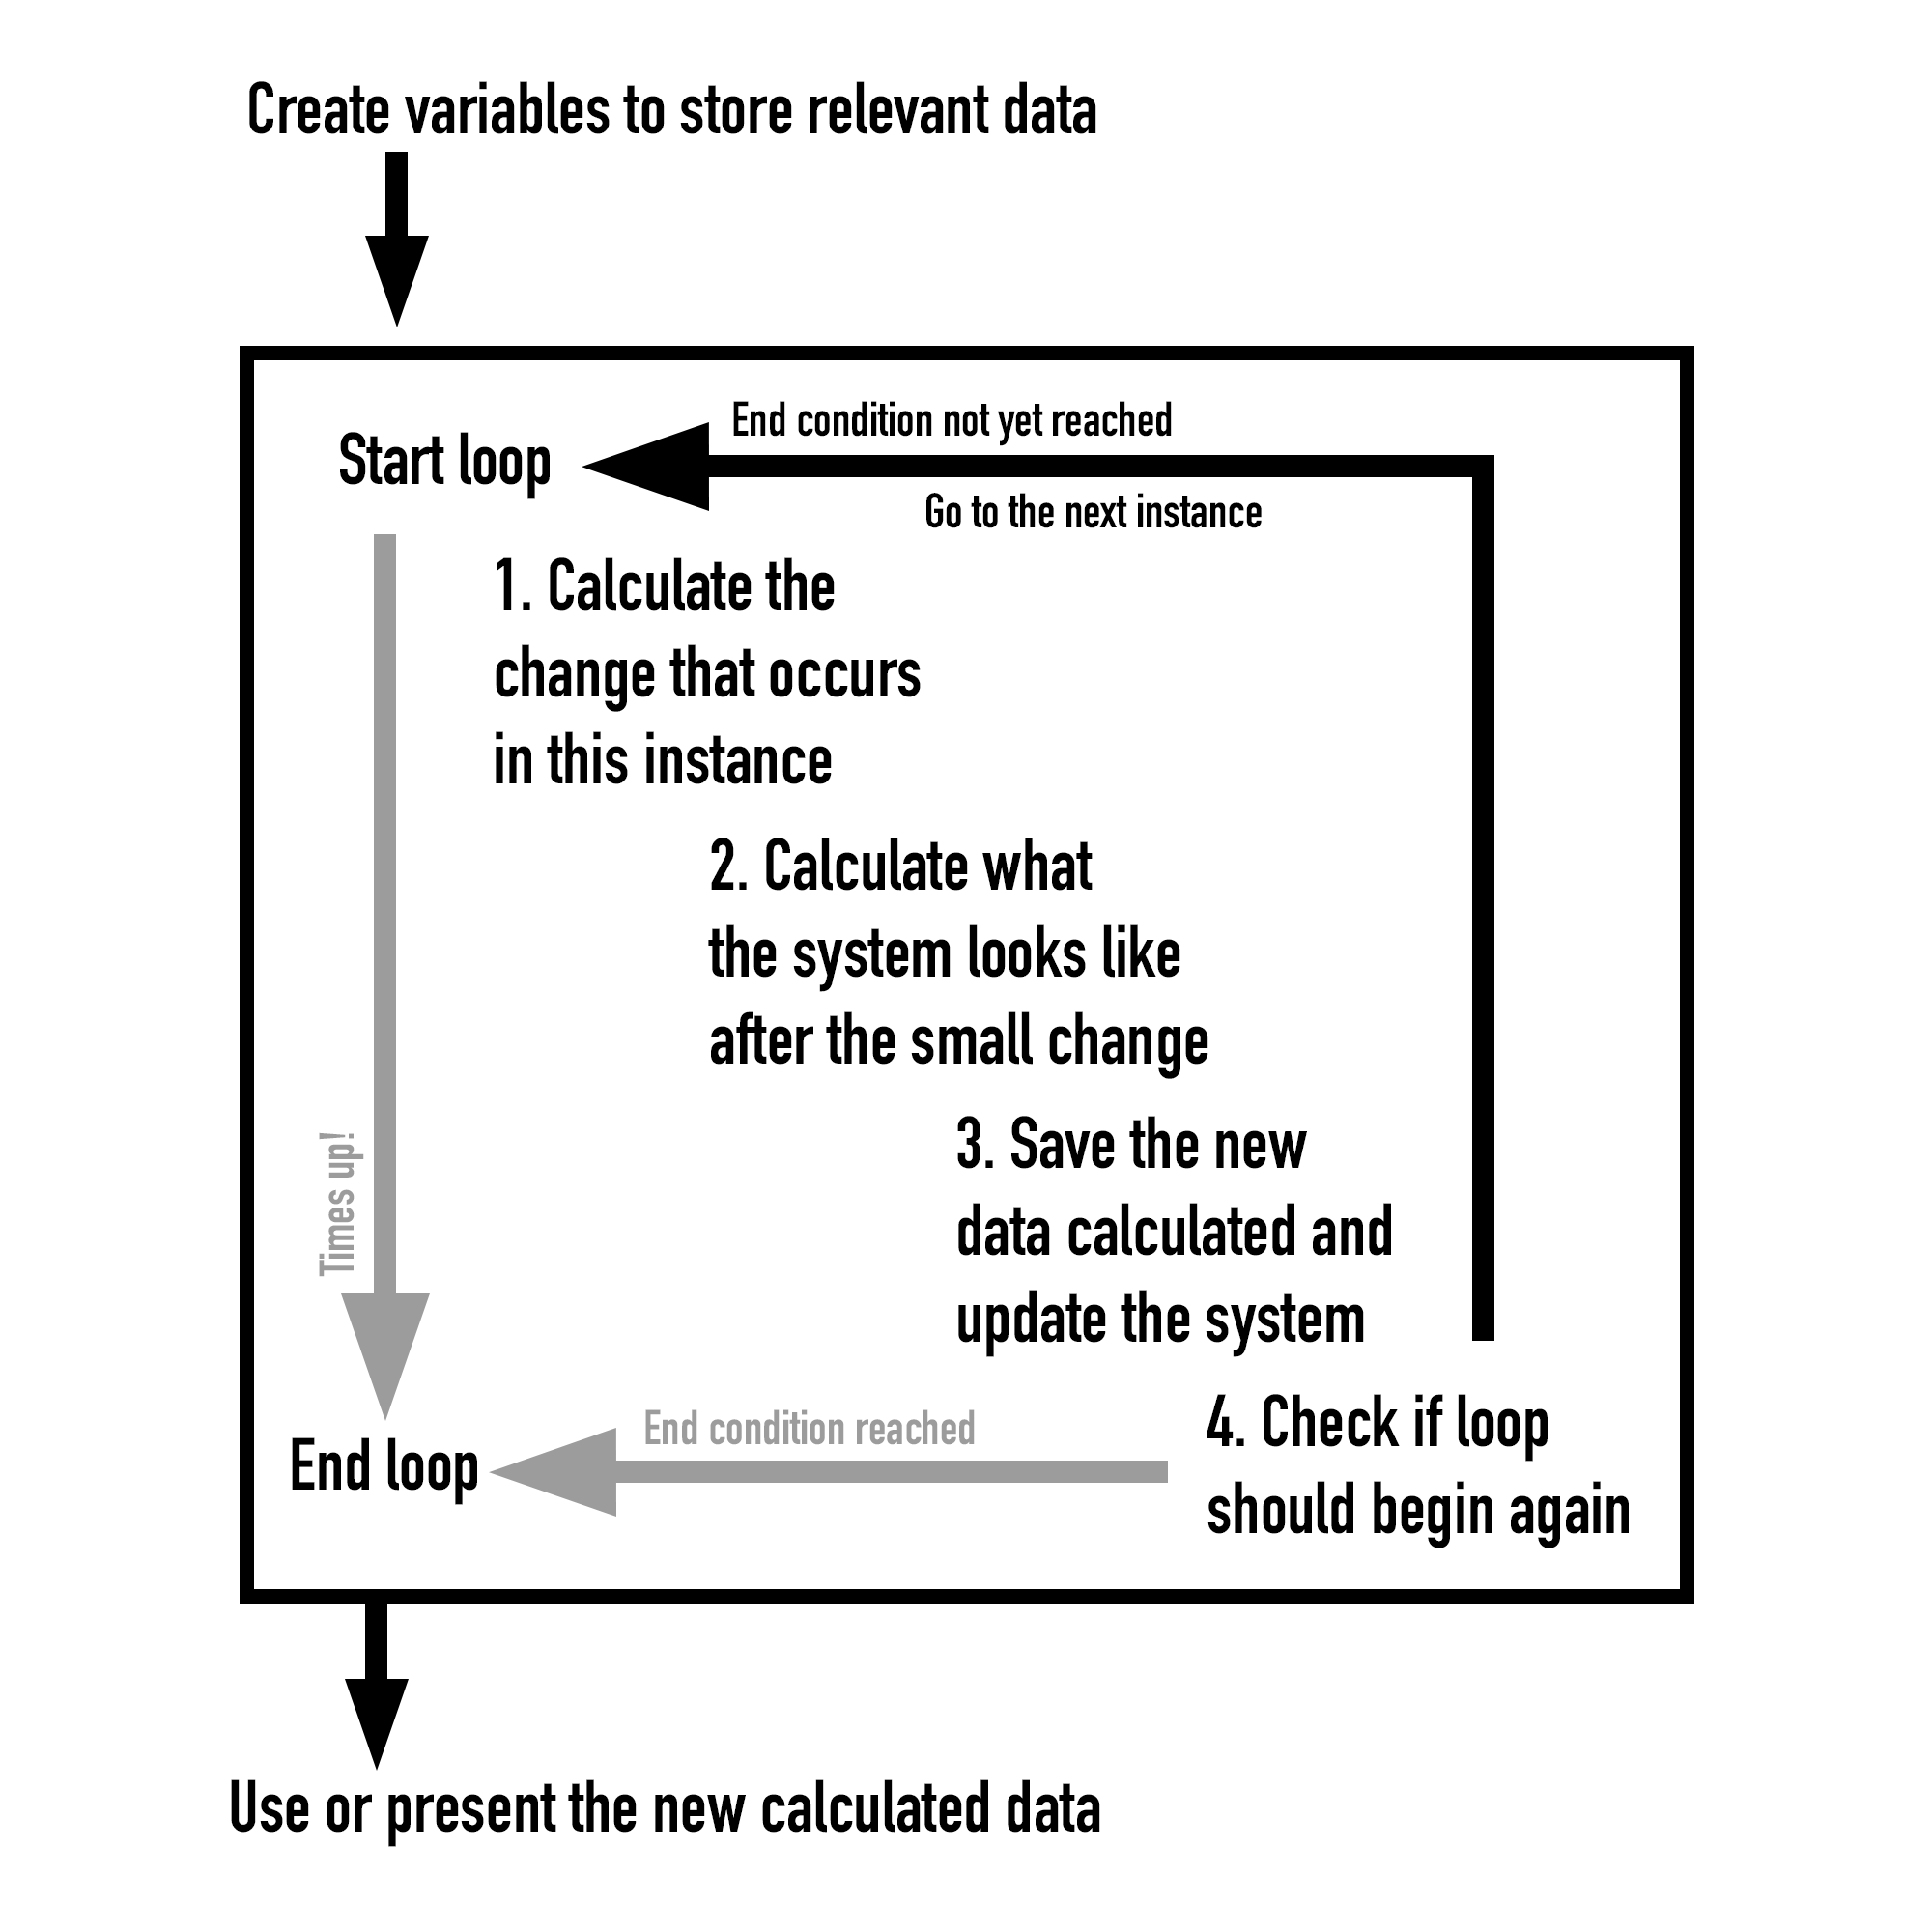 Create variables to store relevant data
End condition not yet reached
Start loop
Go to the next instance
1. Calculate the
change that occurs
in this instance
2. Calculate what
the system looks like
after the small change
3. Save the new
data calculated and
update the system
Times up!
4. Check if loop
should begin again
End condition reached
End loop
Use or present the new calculated data